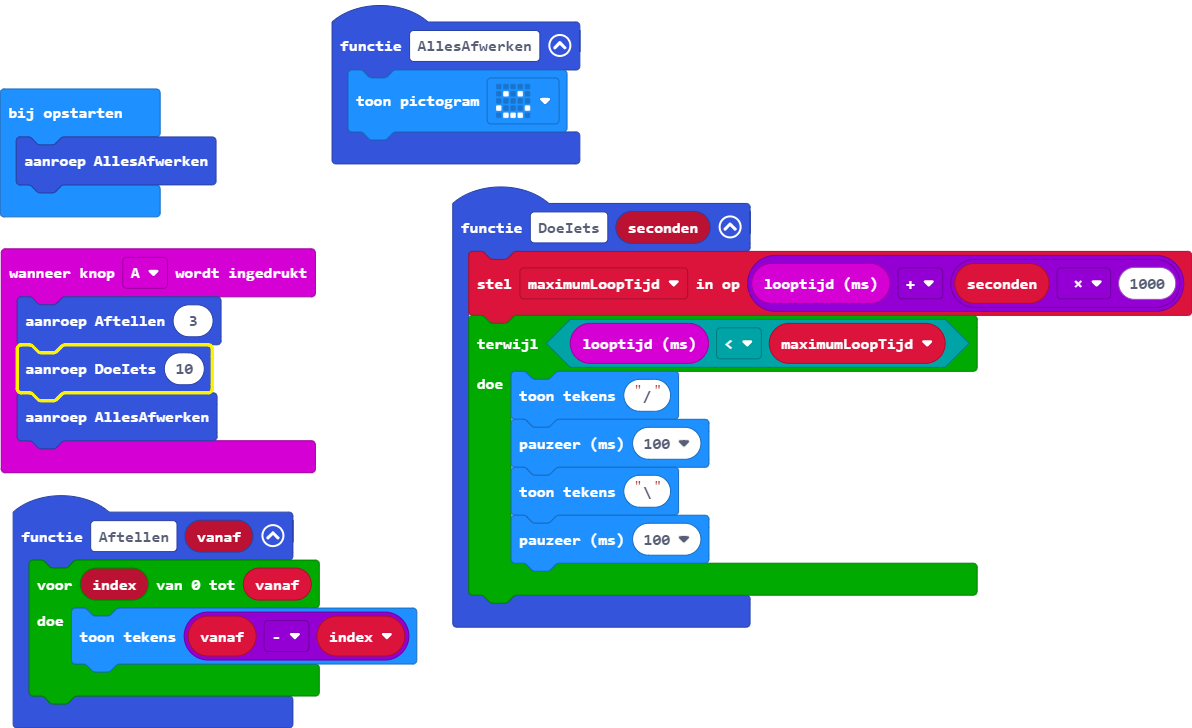 functie AllesAfwerken
toon pictogram
bij opstarten
aanroep AllesAfwerken
wanneer knop A wordt ingedrukt
aanroep Aftellen 3
aanroep DoeIets 10
aanroep AllesAfwerken
functie DoeIets seconden
stel maximumLoopTijd in op looptijd (ms) + seconden × 1000
terwijl looptijd (ms) < maximumLoopTijd
doe
toon tekens "/"
pauzeer (ms) 100
toon tekens "\"
pauzeer (ms) 100
functie Aftellen vanaf
voor index van 0 tot vanaf
doe
toon tekens vanaf - index